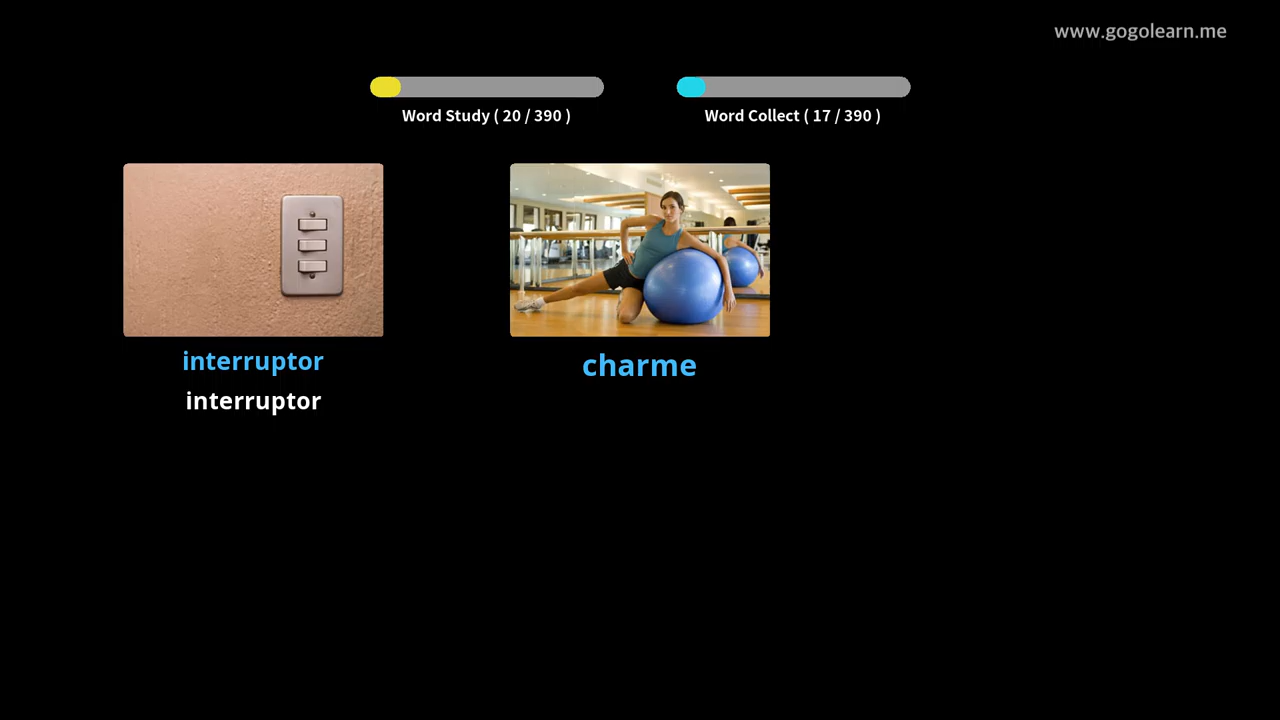 www.gogolearn.me
Word Study ( 20 / 390 )
Word Collect ( 17 / 390 )
interruptor
interruptor
charme